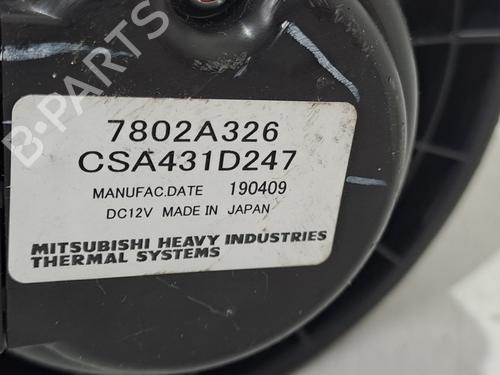 B-PARTS
7802A326
CSA431D247
MANUFAC.DATE 190409
DC12V MADE IN JAPAN
MITSUBISHI HEAVY INDUSTRIES
THERMAL SYSTEMS